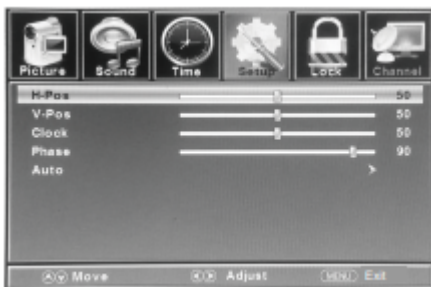 Picture Sound Time Setup Lock Channel
H-Pos 50
V-Pos 50
Clock 50
Phase 90
Auto
Move Adjust MENU Exit